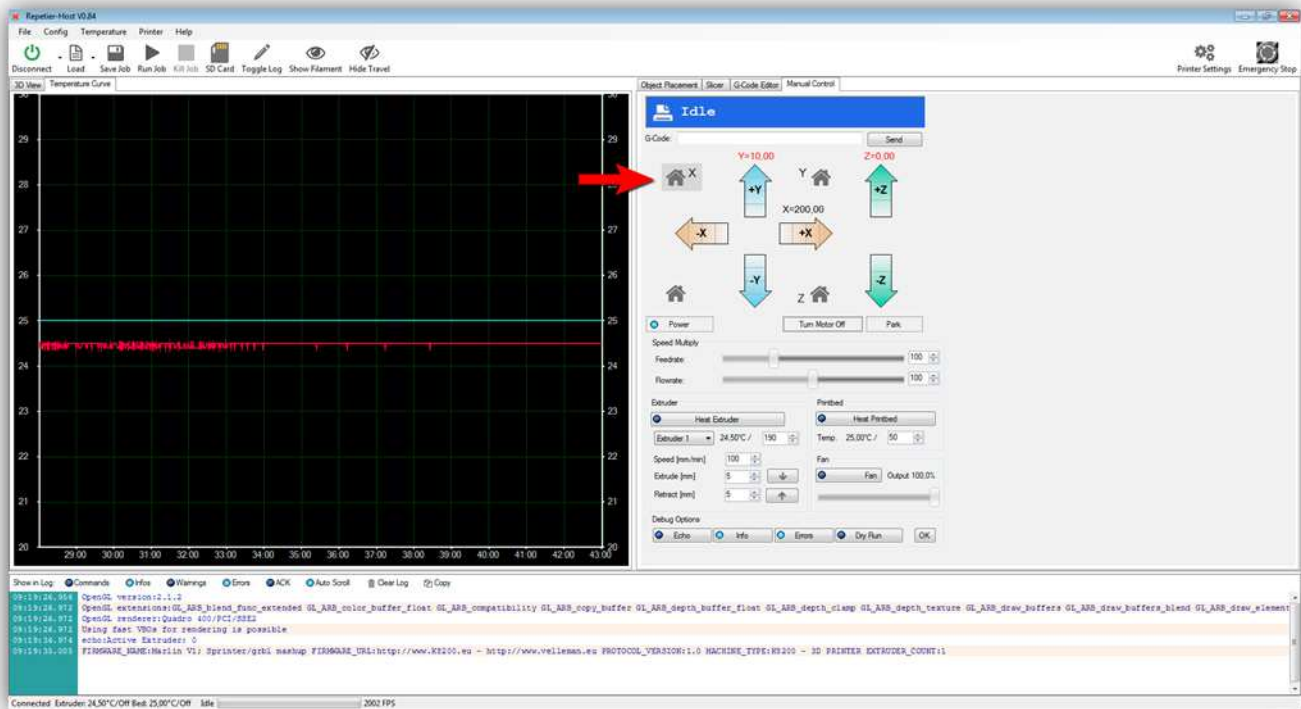 Repetier-Host V0.84
File Config Temperature Printer Help
Disconnect Load Save Job Run Job Kill Job SD Card Toggle Log Show Filament Hide Travel Printer Settings Emergency Stop
3D View Temperature Curve
Object Placement Slicer G-Code Editor Manual Control
Idle
G-Code: Send
Y=10,00 Z=0,00
X Y
+Y +Z
X=200,00
-X +X
-Y -Z
Z
Power Turn Motor Off Park
Speed Multiply
Feedrate: 100
Flowrate: 100
Extruder Printbed
Heat Extruder Heat Printbed
Extruder 1 24,50°C / 190 Temp. 25,00°C / 50
Speed [mm/min] 100 Fan
Extrude [mm] 5 Fan Output 100,0%
Retract [mm] 5
Debug Options
Echo Info Errors Dry Run OK
30 30
29 29
28 28
27 27
26 26
25 25
24 24
23 23
22 22
21 21
20 20
29:00 30:00 31:00 32:00 33:00 34:00 35:00 36:00 37:00 38:00 39:00 40:00 41:00 42:00 43:00
Show in Log: Commands Infos Warnings Errors ACK Auto Scroll Clear Log Copy
OpenGL version:2.1.2
09:19:26.972 OpenGL extensions:GL_ARB_blend_func_extended GL_ARB_color_buffer_float GL_ARB_compatibility GL_ARB_copy_buffer GL_ARB_depth_buffer_float GL_ARB_depth_clamp GL_ARB_depth_texture GL_ARB_draw_buffers GL_ARB_draw_buffers_blend GL_ARB_draw_element
09:19:26.972 OpenGL renderer:Quadro 400/PCI/SSE2
09:19:26.972 Using fast VBOs for rendering is possible
echo:Active Extruder: 0
FIRMWARE_NAME:Marlin V1; Sprinter/grbl mashup FIRMWARE_URL:http://www.K8200.eu - http://www.velleman.eu PROTOCOL_VERSION:1.0 MACHINE_TYPE:K8200 - 3D PRINTER EXTRUDER_COUNT:1
Connected Extruder: 24,50°C/Off Bed: 25,00°C/Off Idle 2002 FPS